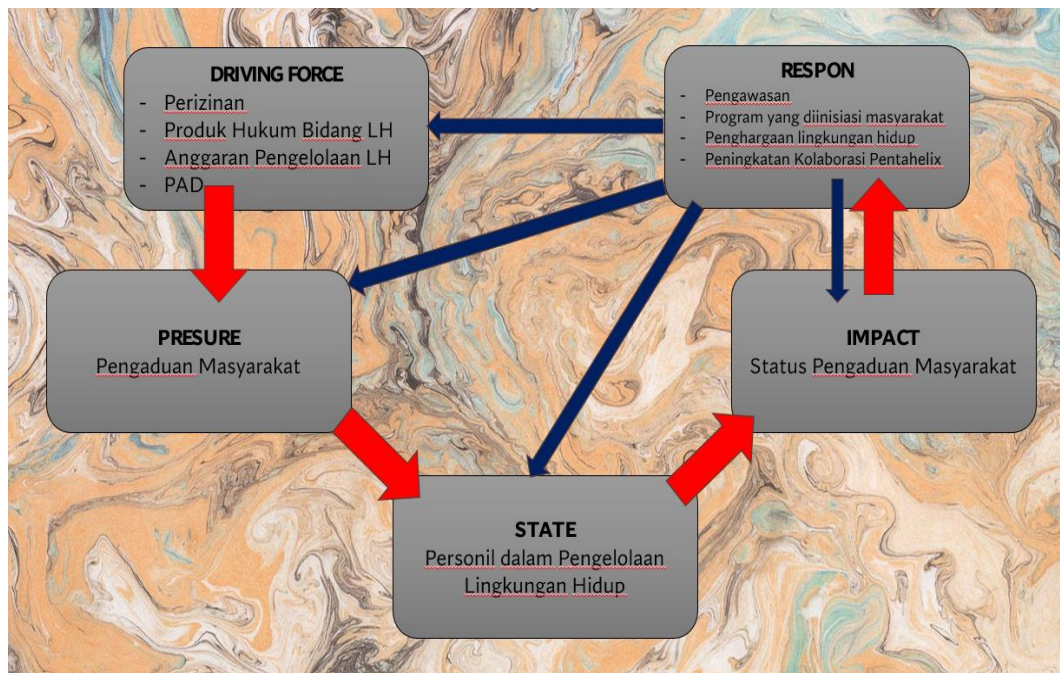 DRIVING FORCE
- Perizinan
- Produk Hukum Bidang LH
- Anggaran Pengelolaan LH
- PAD
RESPON
- Pengawasan
- Program yang diinisiasi masyarakat
- Penghargaan lingkungan hidup
- Peningkatan Kolaborasi Pentahelix
PRESURE
Pengaduan Masyarakat
IMPACT
Status Pengaduan Masyarakat
STATE
Personil dalam Pengelolaan
Lingkungan Hidup